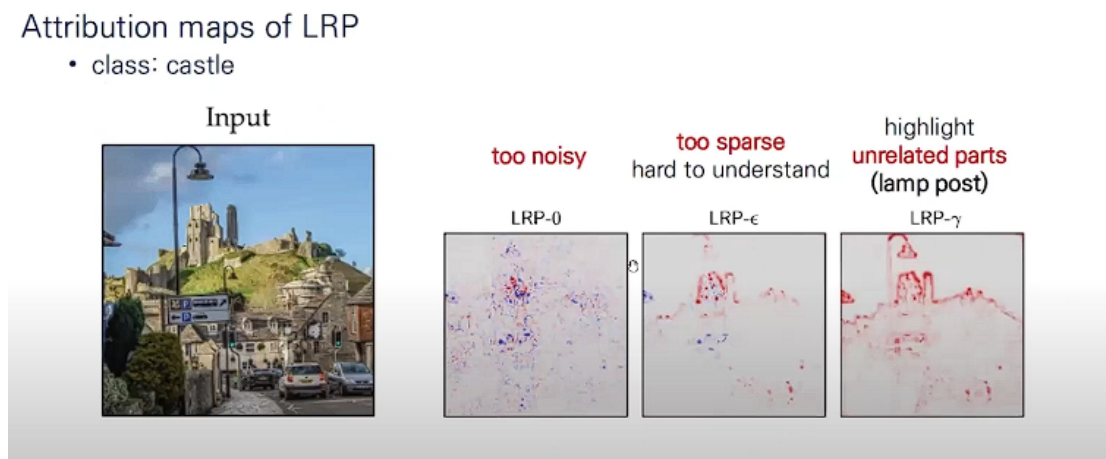 Attribution maps of LRP
• class: castle
Input
too noisy
too sparse
hard to understand
highlight
unrelated parts
(lamp post)
LRP-0
LRP-ϵ
LRP-γ
P
P